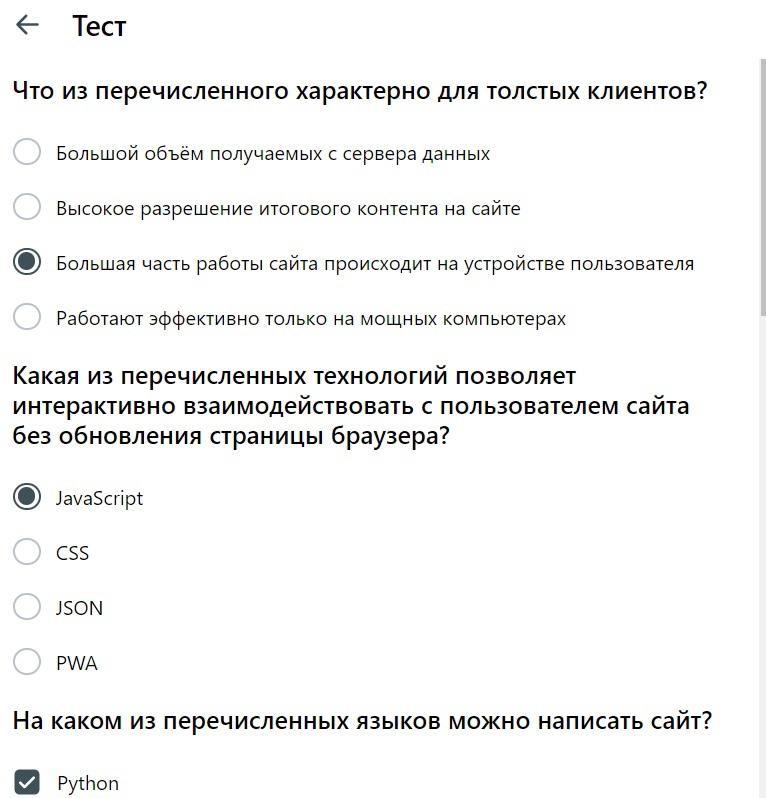 Тест
Что из перечисленного характерно для толстых клиентов?
Большой объём получаемых с сервера данных
Высокое разрешение итогового контента на сайте
Большая часть работы сайта происходит на устройстве пользователя
Работают эффективно только на мощных компьютерах
Какая из перечисленных технологий позволяет
интерактивно взаимодействовать с пользователем сайта
без обновления страницы браузера?
JavaScript
CSS
JSON
PWA
На каком из перечисленных языков можно написать сайт?
Python